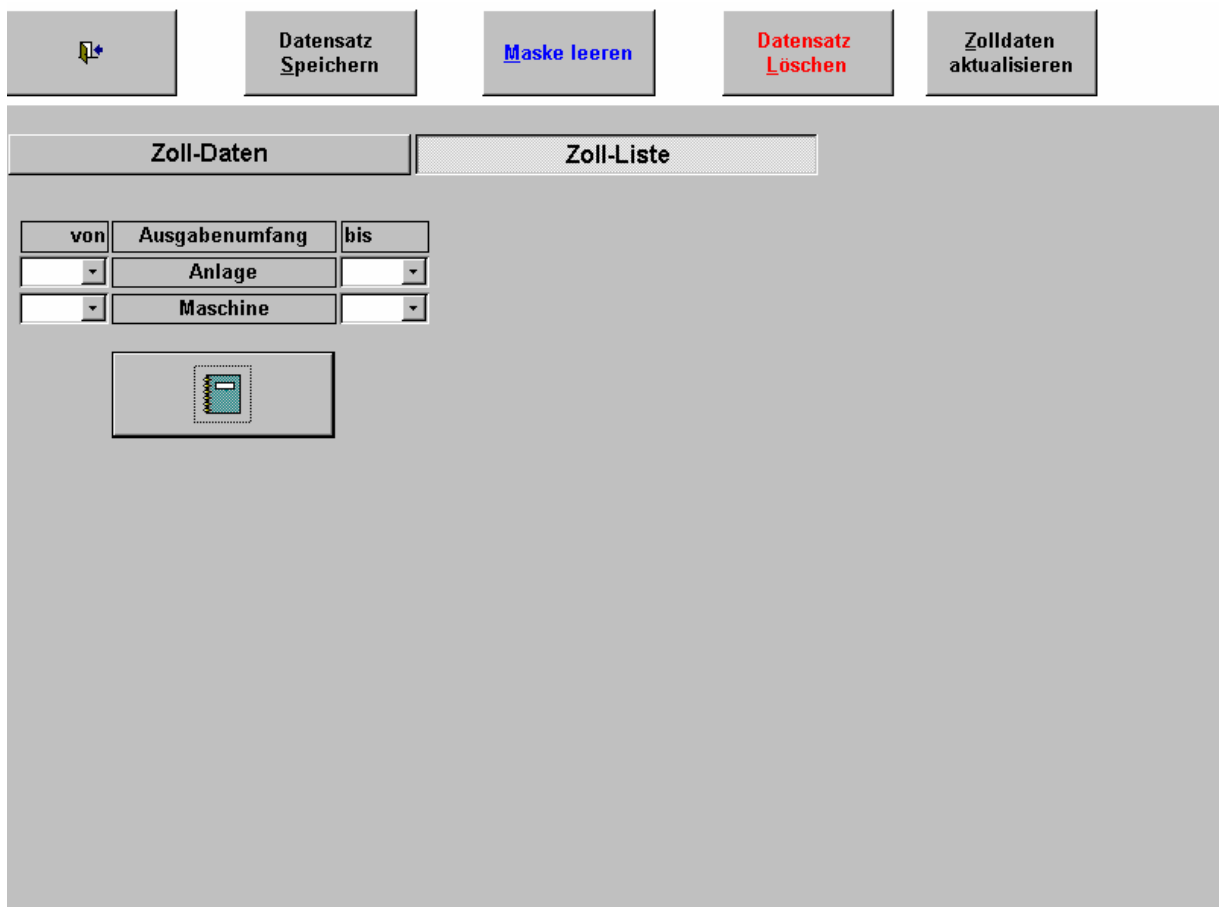 Datensatz
Speichern
Maske leeren
Datensatz
Löschen
Zolldaten
aktualisieren
Zoll-Daten
Zoll-Liste
von Ausgabenumfang bis
Anlage
Maschine